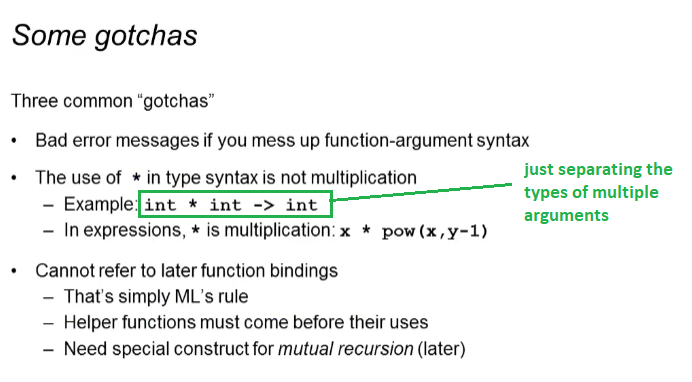 Some gotchas
Three common “gotchas”
• Bad error messages if you mess up function-argument syntax
• The use of * in type syntax is not multiplication
– Example: int * int -> int
– In expressions, * is multiplication: x * pow(x,y-1)
just separating the
types of multiple
arguments
• Cannot refer to later function bindings
– That’s simply ML’s rule
– Helper functions must come before their uses
– Need special construct for mutual recursion (later)